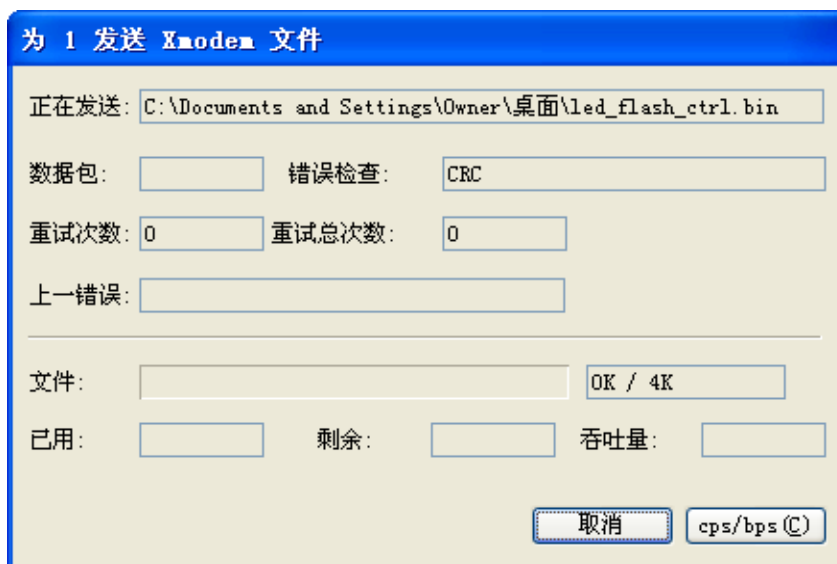 为 1 发送 Xmodem 文件
正在发送: C:\Documents and Settings\Owner\桌面\led_flash_ctrl.bin
数据包: 错误检查: CRC
重试次数: 0 重试总次数: 0
上一错误:
文件: 0K / 4K
已用: 剩余: 吞吐量:
取消 cps/bps(C)